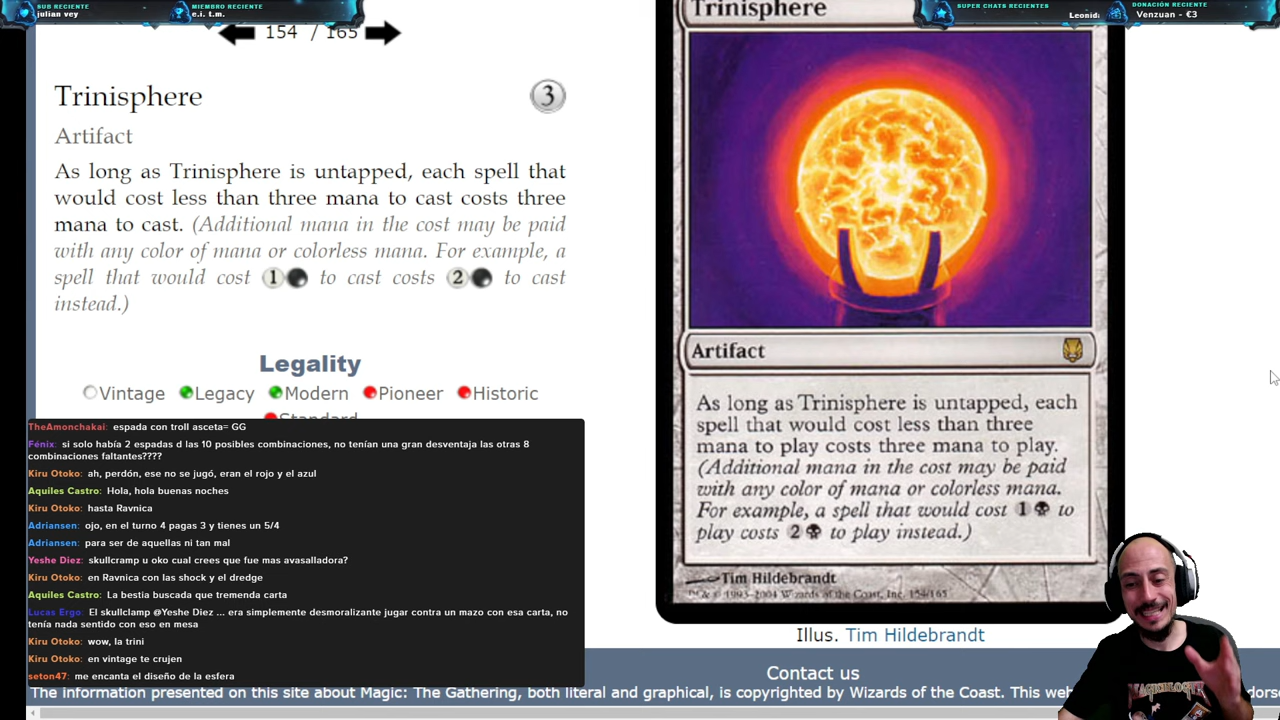 SUB RECIENTE
julian vey
MIEMBRO RECIENTE
e.i. t.m.
SUPER CHATS RECIENTES
Leonid:
DONACIÓN RECIENTE
Venzuan - €3
154 / 165
Trinisphere
3
Artifact
As long as Trinisphere is untapped, each spell that
would cost less than three mana to cast costs three
mana to cast. (Additional mana in the cost may be paid
with any color of mana or colorless mana. For example, a
spell that would cost 1 to cast costs 2 to cast
instead.)
Legality
Vintage Legacy Modern Pioneer Historic
Standard
TheAmonchakai: espada con troll asceta= GG
Fénix: si solo había 2 espadas d las 10 posibles combinaciones, no tenían una gran desventaja las otras 8
combinaciones faltantes????
Kiru Otoko: ah, perdón, ese no se jugó, eran el rojo y el azul
Aquiles Castro: Hola, hola buenas noches
Kiru Otoko: hasta Ravnica
Adriansen: ojo, en el turno 4 pagas 3 y tienes un 5/4
Adriansen: para ser de aquellas ni tan mal
Yeshe Diez: skullcramp u oko cual crees que fue mas avasalladora?
Kiru Otoko: en Ravnica con las shock y el dredge
Aquiles Castro: La bestia buscada que tremenda carta
Lucas Ergo: El skullclamp @Yeshe Diez ... era simplemente desmoralizante jugar contra un mazo con esa carta, no
tenía nada sentido con eso en mesa
Kiru Otoko: wow, la trini
Kiru Otoko: en vintage te crujen
seton47: me encanta el diseño de la esfera
Trinisphere
Artifact
As long as Trinisphere is untapped, each
spell that would cost less than three
mana to play costs three mana to play.
(Additional mana in the cost may be paid
with any color of mana or colorless mana.
For example, a spell that would cost 1 to
play costs 2 to play instead.)
Tim Hildebrandt
™ & © 1993–2004 Wizards of the Coast, Inc. 154/165
Illus. Tim Hildebrandt
Contact us
The information presented on this site about Magic: The Gathering, both literal and graphical, is copyrighted by Wizards of the Coast. This